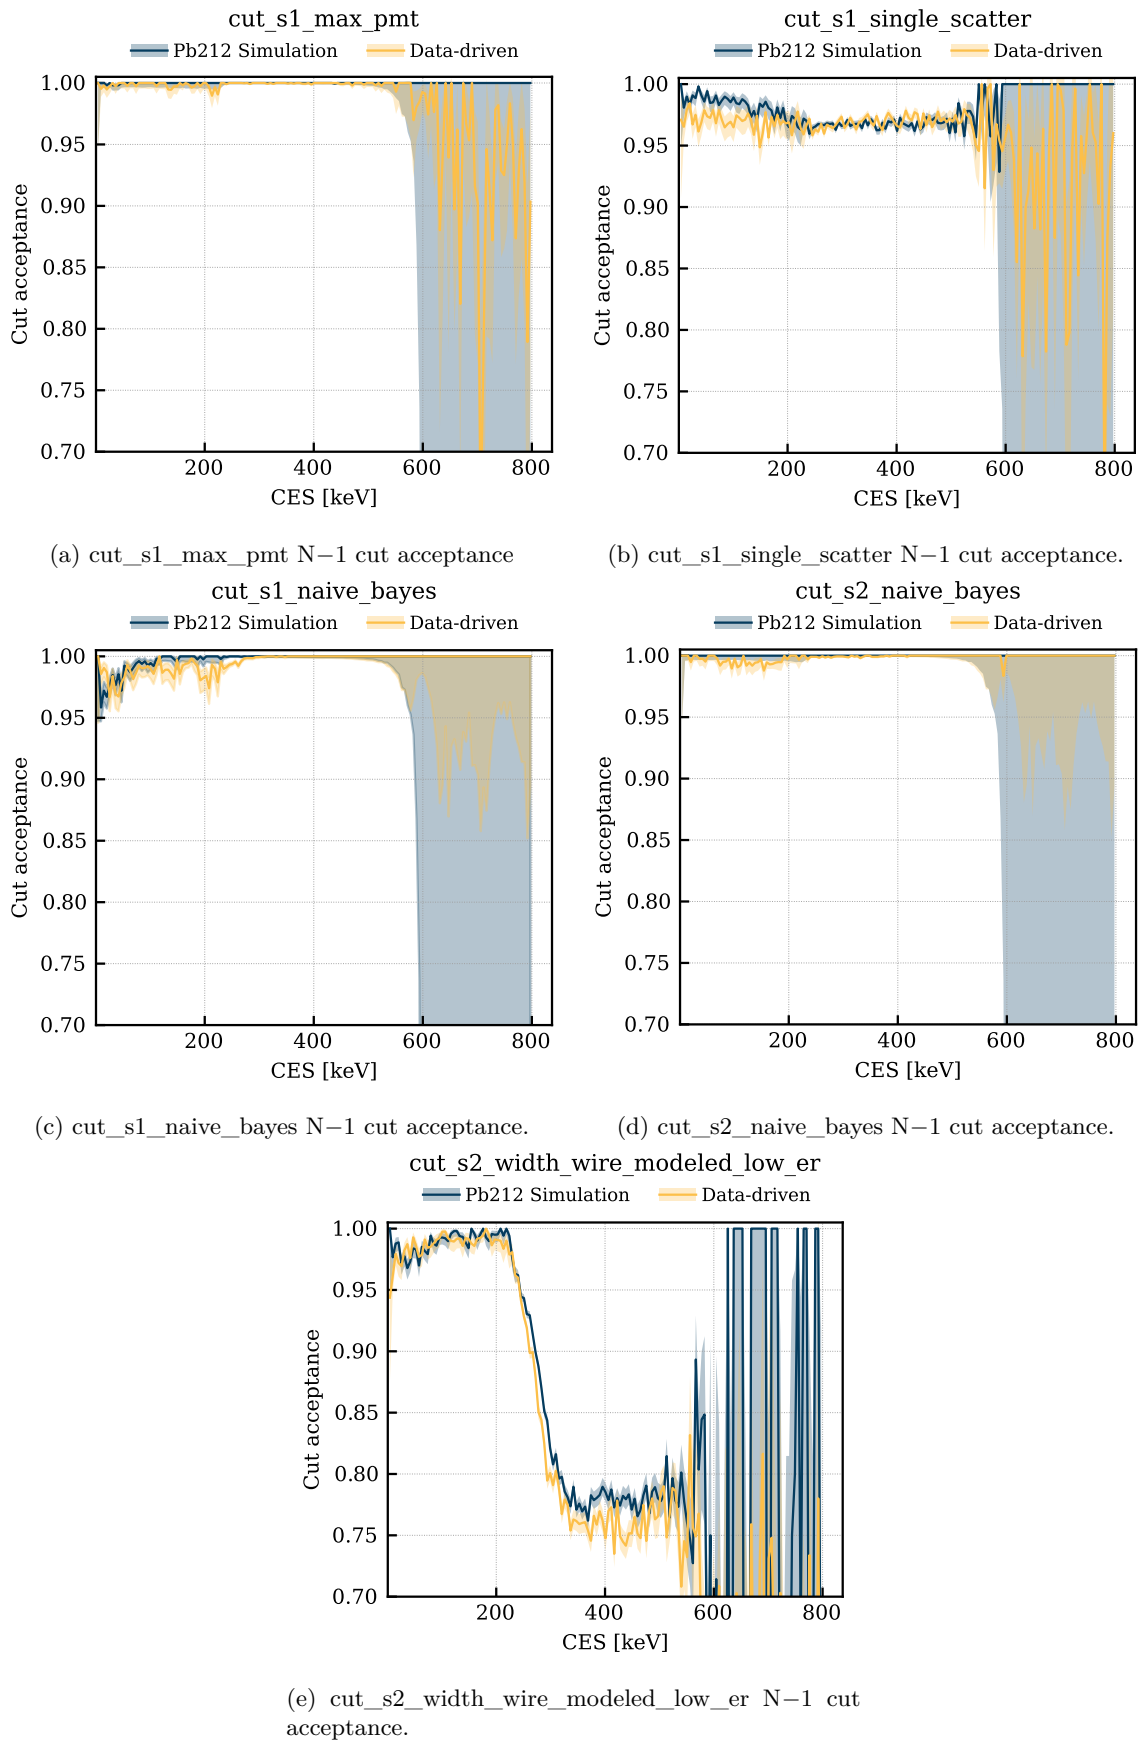 cut_s1_max_pmt
Pb212 Simulation Data-driven
1.00
0.95
0.90
0.85
0.80
0.75
0.70
Cut acceptance
200 400 600 800
CES [keV]
(a) cut_s1_max_pmt N−1 cut acceptance
cut_s1_single_scatter
Pb212 Simulation Data-driven
1.00
0.95
0.90
0.85
0.80
0.75
0.70
Cut acceptance
200 400 600 800
CES [keV]
(b) cut_s1_single_scatter N−1 cut acceptance.
cut_s1_naive_bayes
Pb212 Simulation Data-driven
1.00
0.95
0.90
0.85
0.80
0.75
0.70
Cut acceptance
200 400 600 800
CES [keV]
(c) cut_s1_naive_bayes N−1 cut acceptance.
cut_s2_naive_bayes
Pb212 Simulation Data-driven
1.00
0.95
0.90
0.85
0.80
0.75
0.70
Cut acceptance
200 400 600 800
CES [keV]
(d) cut_s2_naive_bayes N−1 cut acceptance.
cut_s2_width_wire_modeled_low_er
Pb212 Simulation Data-driven
1.00
0.95
0.90
0.85
0.80
0.75
0.70
Cut acceptance
200 400 600 800
CES [keV]
(e) cut_s2_width_wire_modeled_low_er N−1 cut
acceptance.